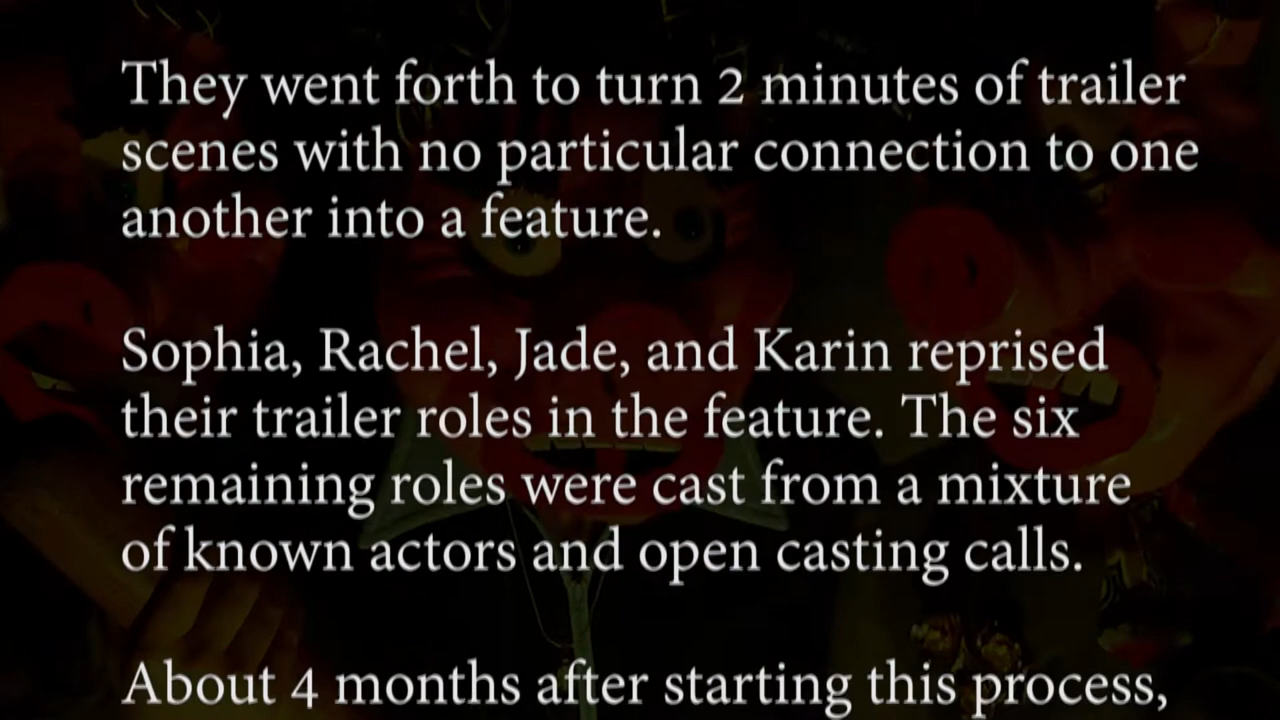 They went forth to turn 2 minutes of trailer
scenes with no particular connection to one
another into a feature.
Sophia, Rachel, Jade, and Karin reprised
their trailer roles in the feature. The six
remaining roles were cast from a mixture
of known actors and open casting calls.
About 4 months after starting this process,